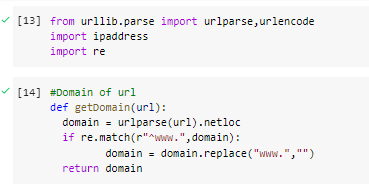 [13] from urllib.parse import urlparse,urlencode
import ipaddress
import re
[14] #Domain of url
def getDomain(url):
domain = urlparse(url).netloc
if re.match(r"^www.",domain):
domain = domain.replace("www.","")
return domain